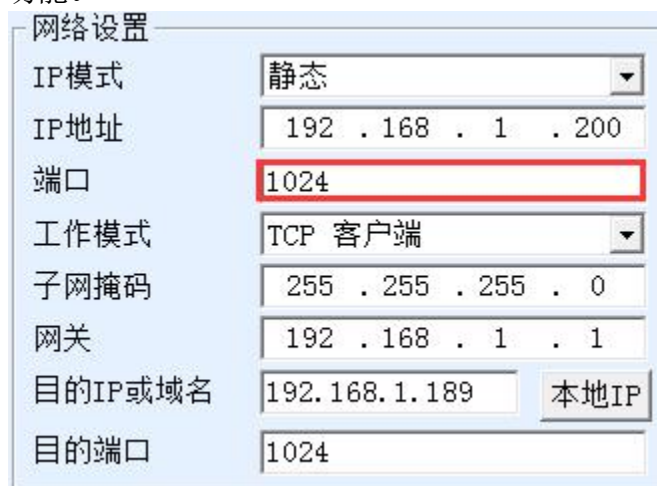 网络设置
IP模式 静态
IP地址 192 . 168 . 1 . 200
端口 1024
工作模式 TCP 客户端
子网掩码 255 . 255 . 255 . 0
网关 192 . 168 . 1 . 1
目的IP或域名 192.168.1.189 本地IP
目的端口 1024